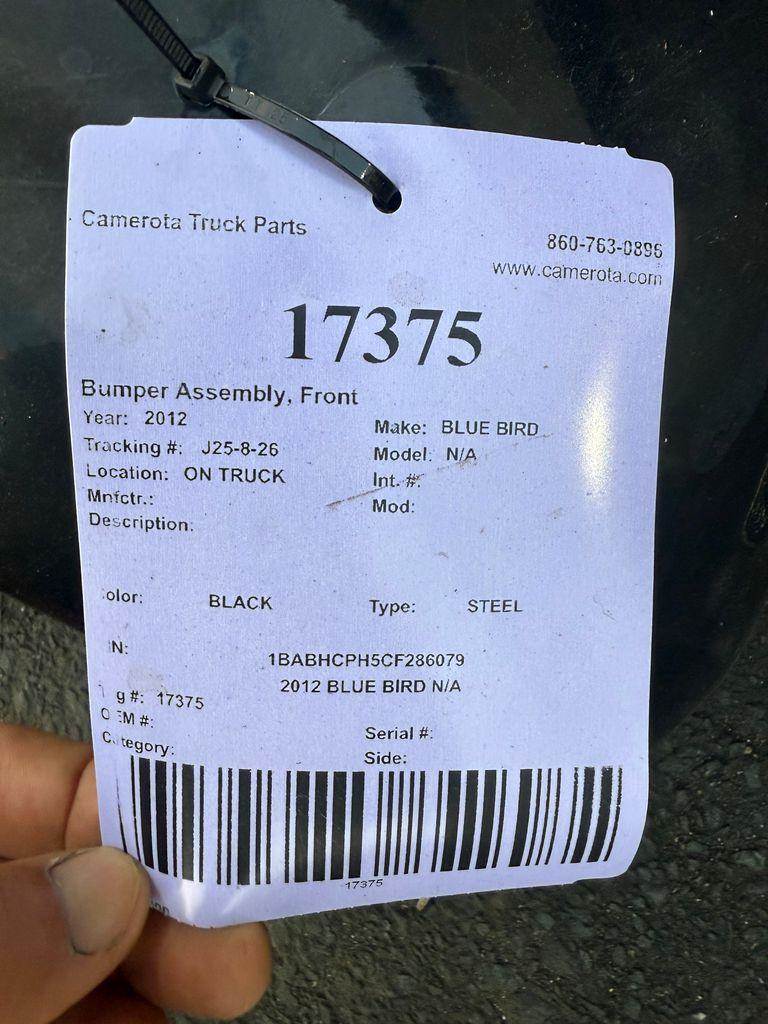 Camerota Truck Parts
860-763-0896
www.camerota.com
17375
Bumper Assembly, Front
Year: 2012
Make: BLUE BIRD
Tracking #: J25-8-26
Model: N/A
Location: ON TRUCK
Int. #:
Mnfctr.:
Mod:
Description:
olor: BLACK Type: STEEL
IN: 1BABHCPH5CF286079
2012 BLUE BIRD N/A
g #: 17375
OEM #:
Serial #:
Category:
Side:
17375